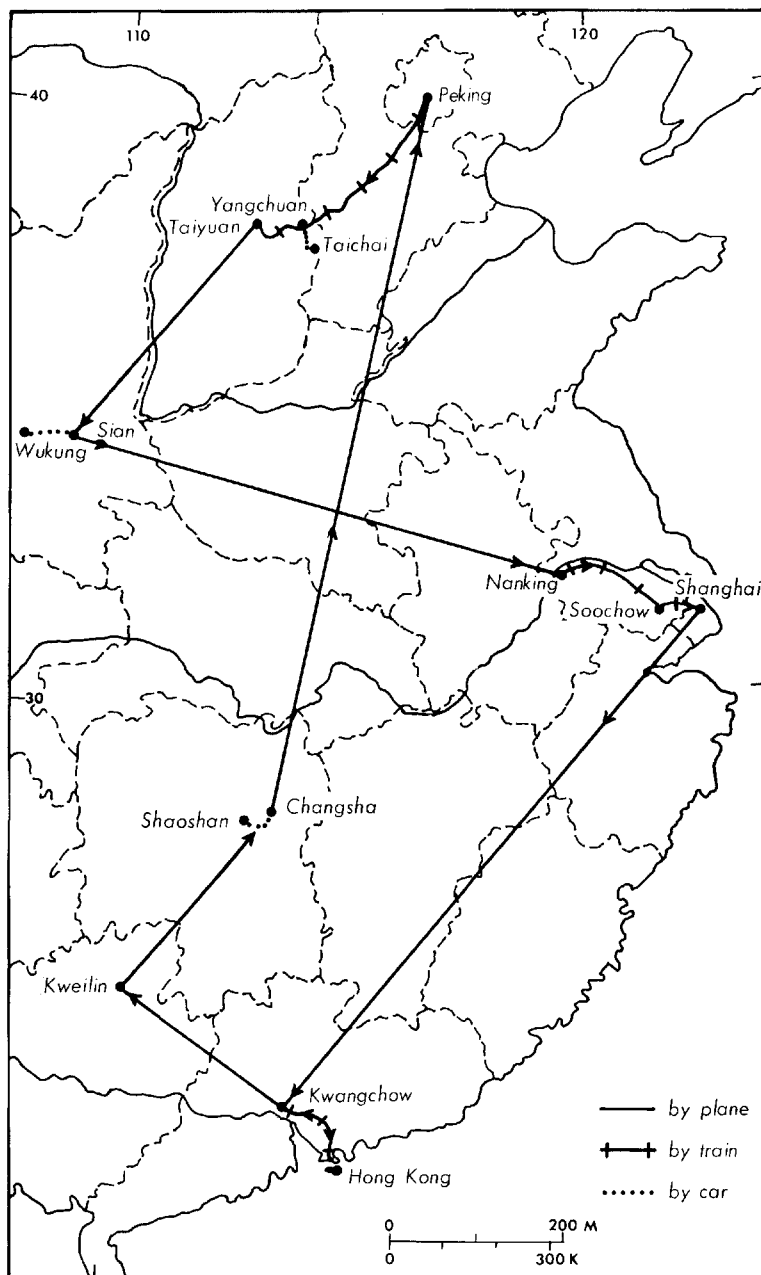 110
120
40
Peking
Yangchuan
Taiyuan
Taichai
Sian
Wukung
Nanking
Shanghai
Soochow
30
Shaoshan
Changsha
Kweilin
Kwangchow
by plane
by train
Hong Kong
by car
0 200 M
0 300 K